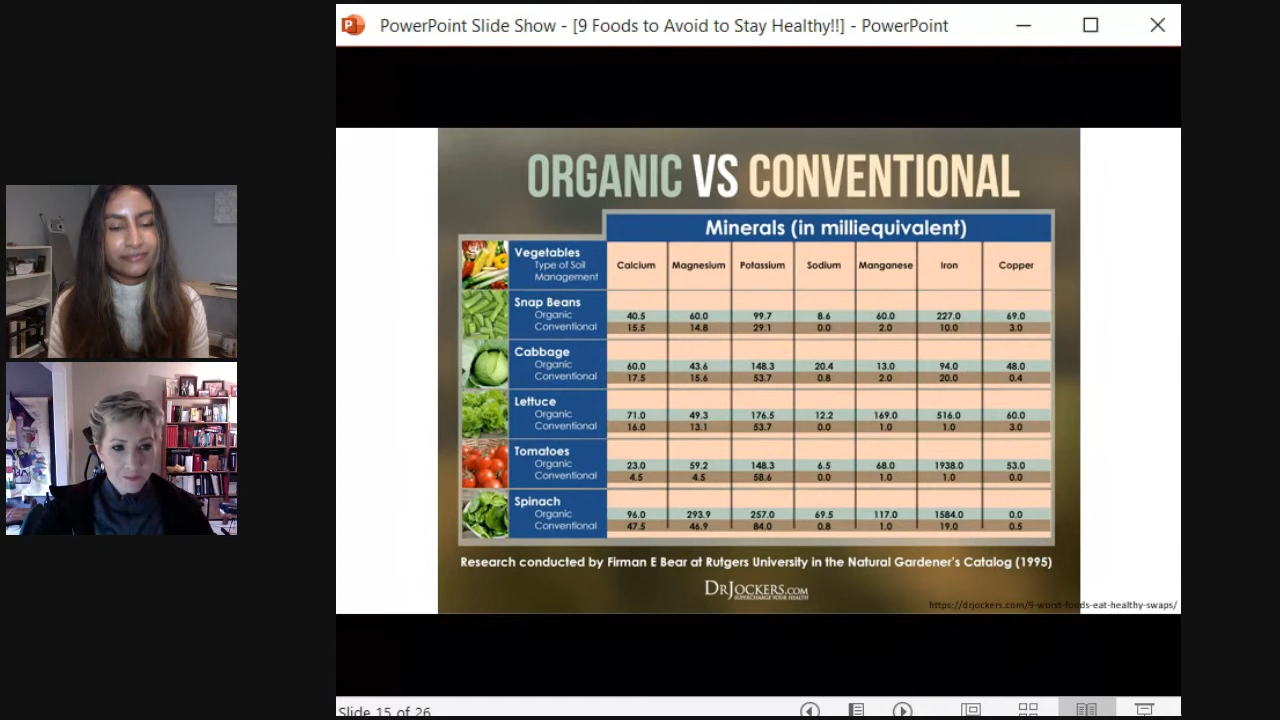 PowerPoint Slide Show - [9 Foods to Avoid to Stay Healthy!!] - PowerPoint
ORGANIC VS CONVENTIONAL
Minerals (in milliequivalent)
Vegetables
Type of Soil
Management
Calcium Magnesium Potassium Sodium Manganese Iron Copper
Snap Beans
Organic 40.5 60.0 99.7 8.6 60.0 227.0 69.0
Conventional 15.5 14.8 29.1 0.0 2.0 10.0 3.0
Cabbage
Organic 60.0 43.6 148.3 20.4 13.0 94.0 48.0
Conventional 17.5 15.6 53.7 0.8 2.0 20.0 0.4
Lettuce
Organic 71.0 49.3 176.5 12.2 169.0 516.0 60.0
Conventional 16.0 13.1 53.7 0.0 1.0 1.0 3.0
Tomatoes
Organic 23.0 59.2 148.3 6.5 68.0 1938.0 53.0
Conventional 4.5 4.5 58.6 0.0 1.0 1.0 0.0
Spinach
Organic 96.0 293.9 257.0 69.5 117.0 1584.0 0.0
Conventional 47.5 46.9 84.0 0.8 1.0 19.0 0.5
Research conducted by Firman E Bear at Rutgers University in the Natural Gardener's Catalog (1995)
DRJOCKERS.COM
SUPERCHARGE YOUR HEALTH
https://drjockers.com/9-worst-foods-eat-healthy-swaps/
Slide 15 of 26